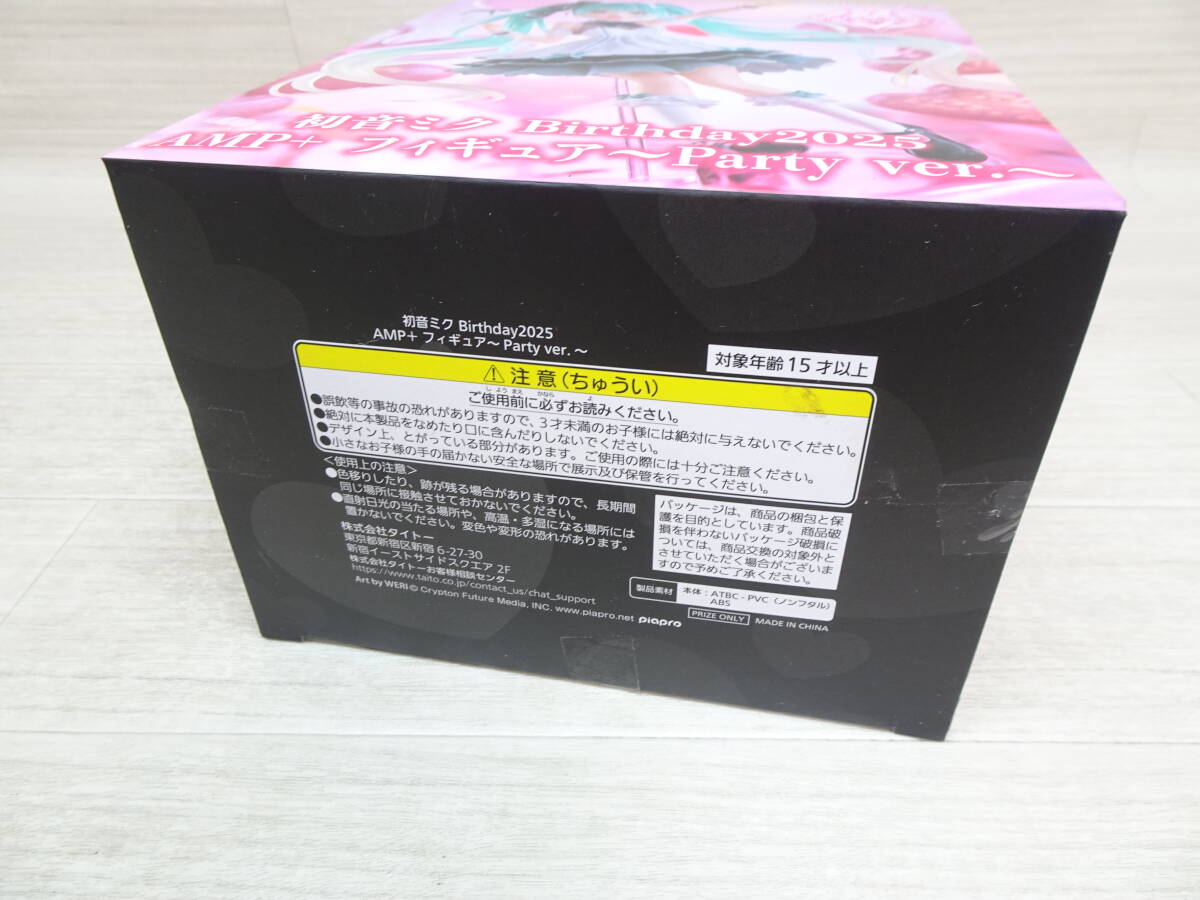 初音ミク Birthday2025
AMP+ フィギュア～Party ver.～
初音ミク Birthday2025
AMP+ フィギュア～ Party ver. ～
対象年齢 15 才以上
⚠ 注意（ちゅうい）
ご使用前に必ずお読みください。
●誤飲等の事故の恐れがありますので、3才未満のお子様には絶対に与えないでください。
●絶対に本製品をなめたり口に含んだりしないでください。
●デザイン上、とがっている部分があります。ご使用の際には十分ご注意ください。
●小さなお子様の手の届かない安全な場所で展示及び保管を行ってください。
＜使用上の注意＞
●色移りしたり、跡が残る場合がありますので、長期間
同じ場所に接触させておかないでください。
●直射日光の当たる場所や、高温・多湿になる場所には
置かないでください。変色や変形の恐れがあります。
株式会社タイトー
東京都新宿区新宿 6-27-30
新宿イーストサイドスクエア 2F
株式会社タイトーお客様相談センター
https://www.taito.co.jp/contact_us/chat_support
Art by WERI © Crypton Future Media, INC. www.piapro.net piapro
パッケージは、商品の梱包と保
護を目的としています。商品破
損を伴わないパッケージ破損に
ついては、商品交換の対象外と
させていただく場合がございま
すので予めご了承ください。
製品素材 本体：ATBC - PVC（ノンフタル）
ABS
PRIZE ONLY MADE IN CHINA